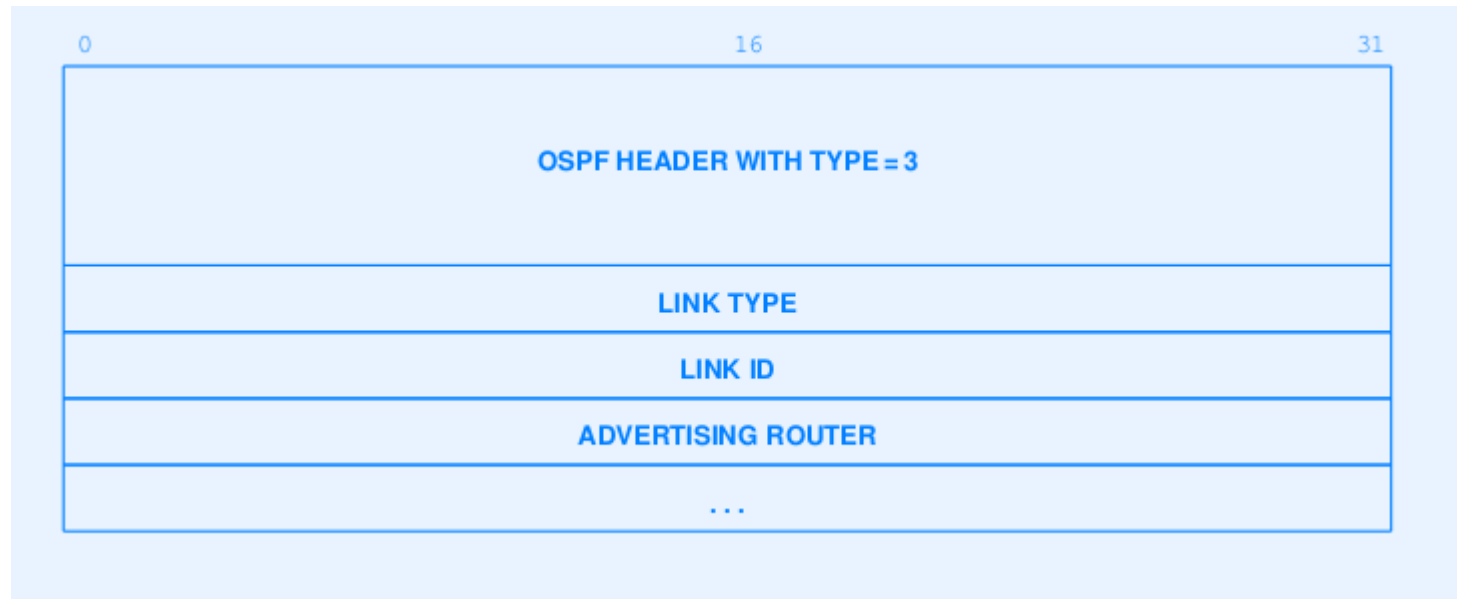 0 16 31
OSPF HEADER WITH TYPE = 3
LINK TYPE
LINK ID
ADVERTISING ROUTER
. . .